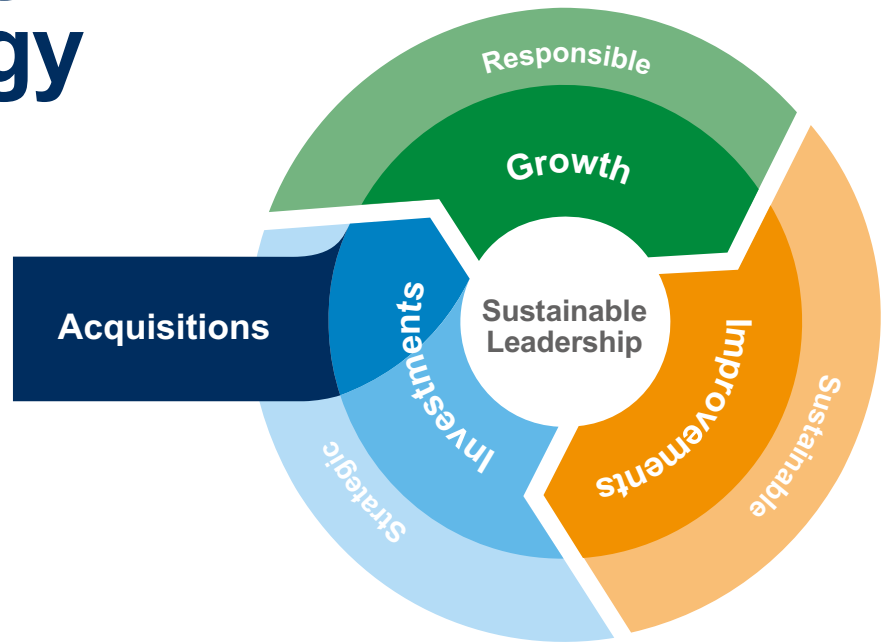 gy
Responsible
Growth
Acquisitions
Sustainable
Leadership
Investments
Strategic
Improvements
Sustainable